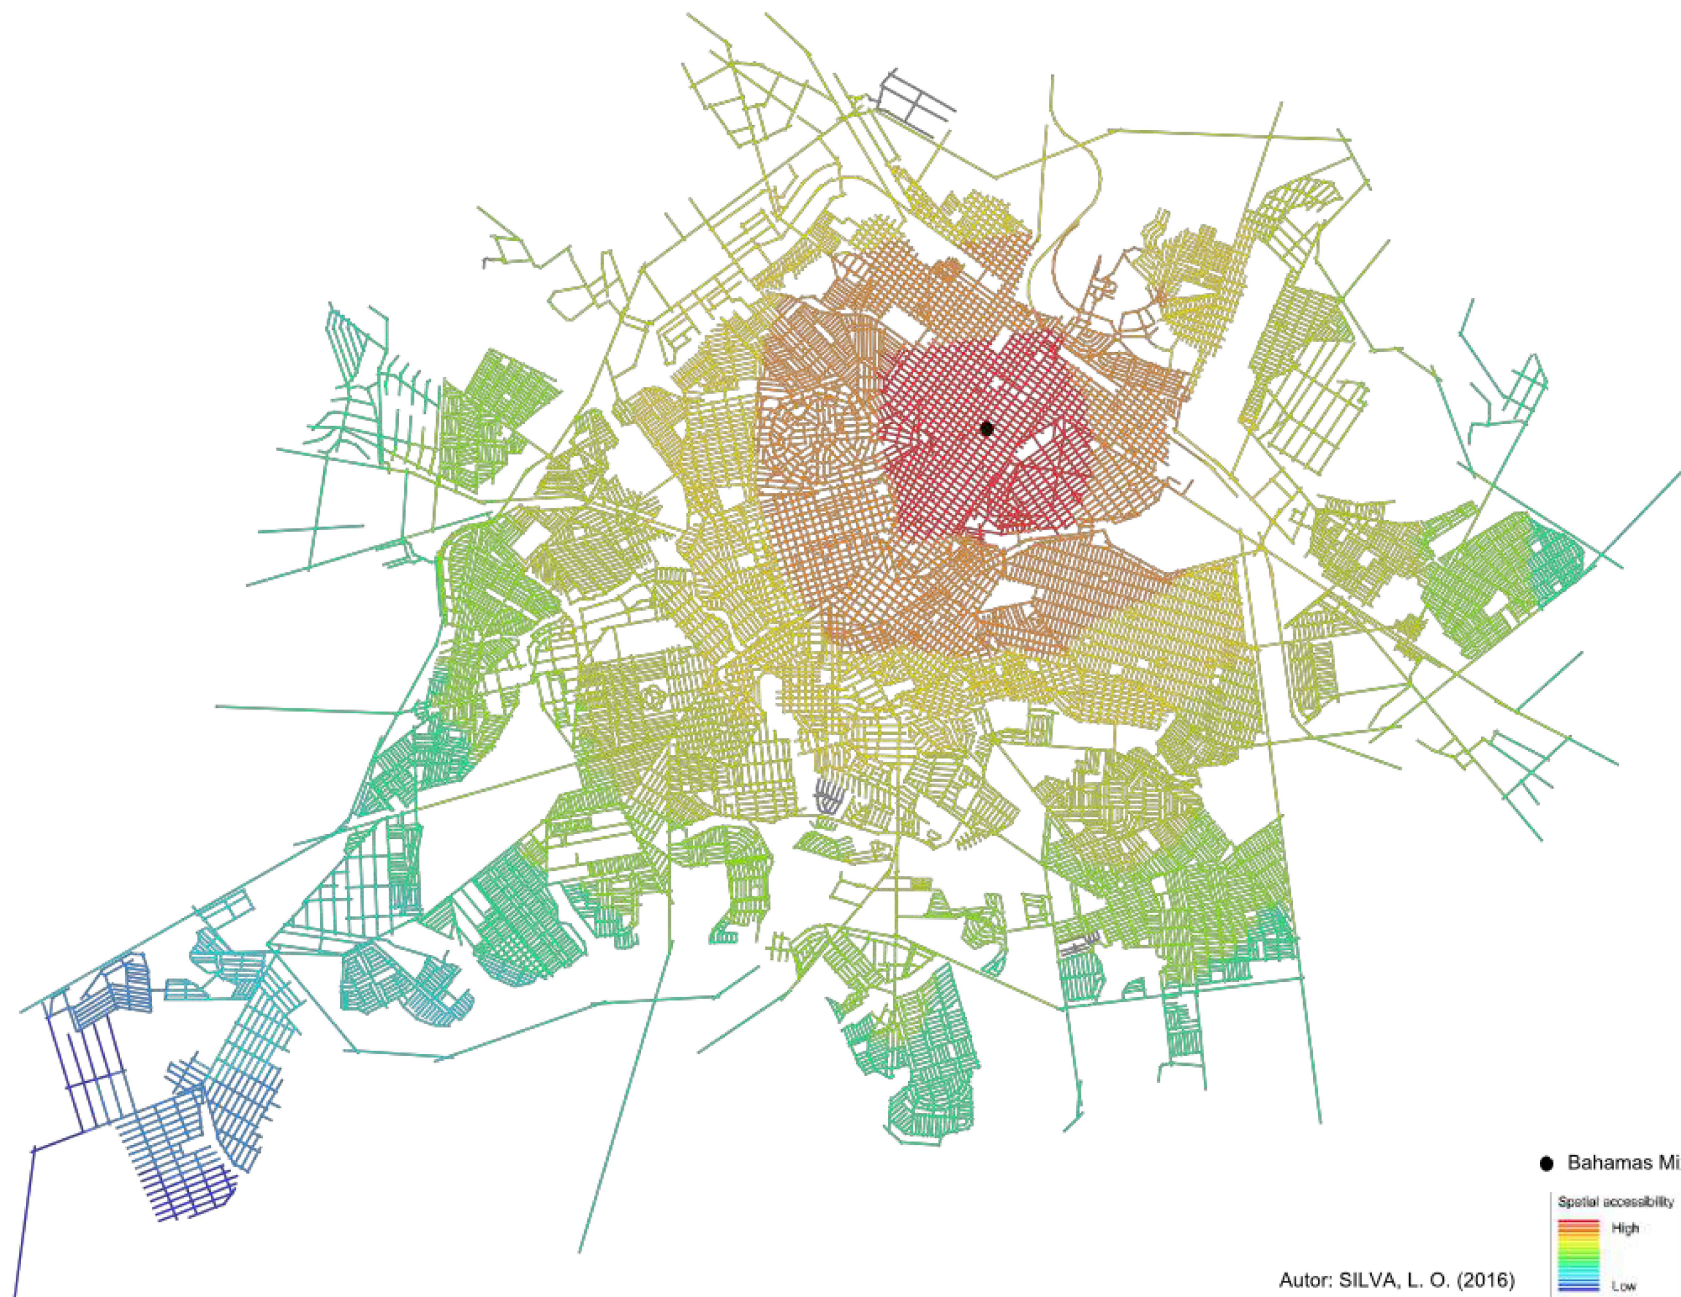 Bahamas Mi
Spatial accessibility
High
Low
Autor: SILVA, L. O. (2016)